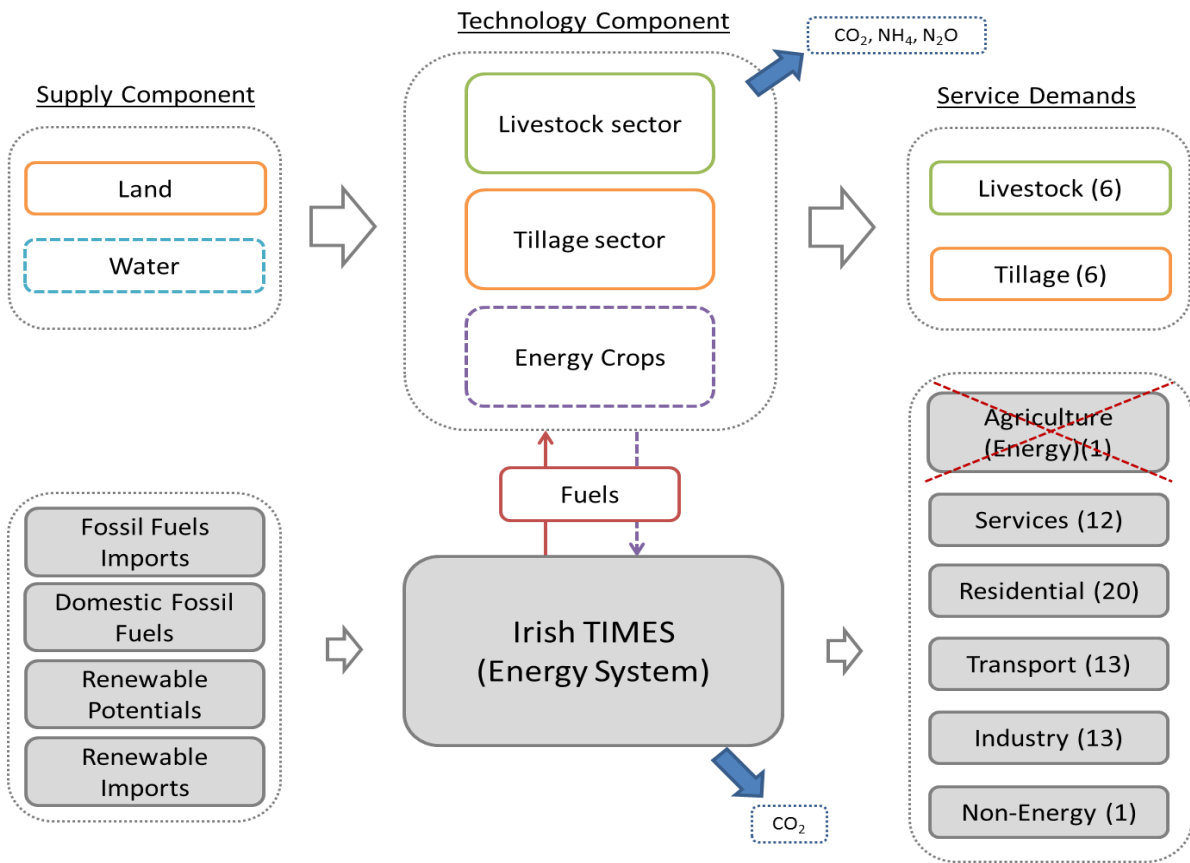 Technology Component
CO₂, NH₄, N₂O
Supply Component
Service Demands
Livestock sector
Land
Livestock (6)
Tillage sector
Water
Tillage (6)
Energy Crops
Agriculture
(Energy)(1)
Fuels
Fossil Fuels
Imports
Services (12)
Domestic Fossil
Fuels
Residential (20)
Irish TIMES
(Energy System)
Transport (13)
Renewable
Potentials
Industry (13)
Renewable
Imports
Non-Energy (1)
CO₂